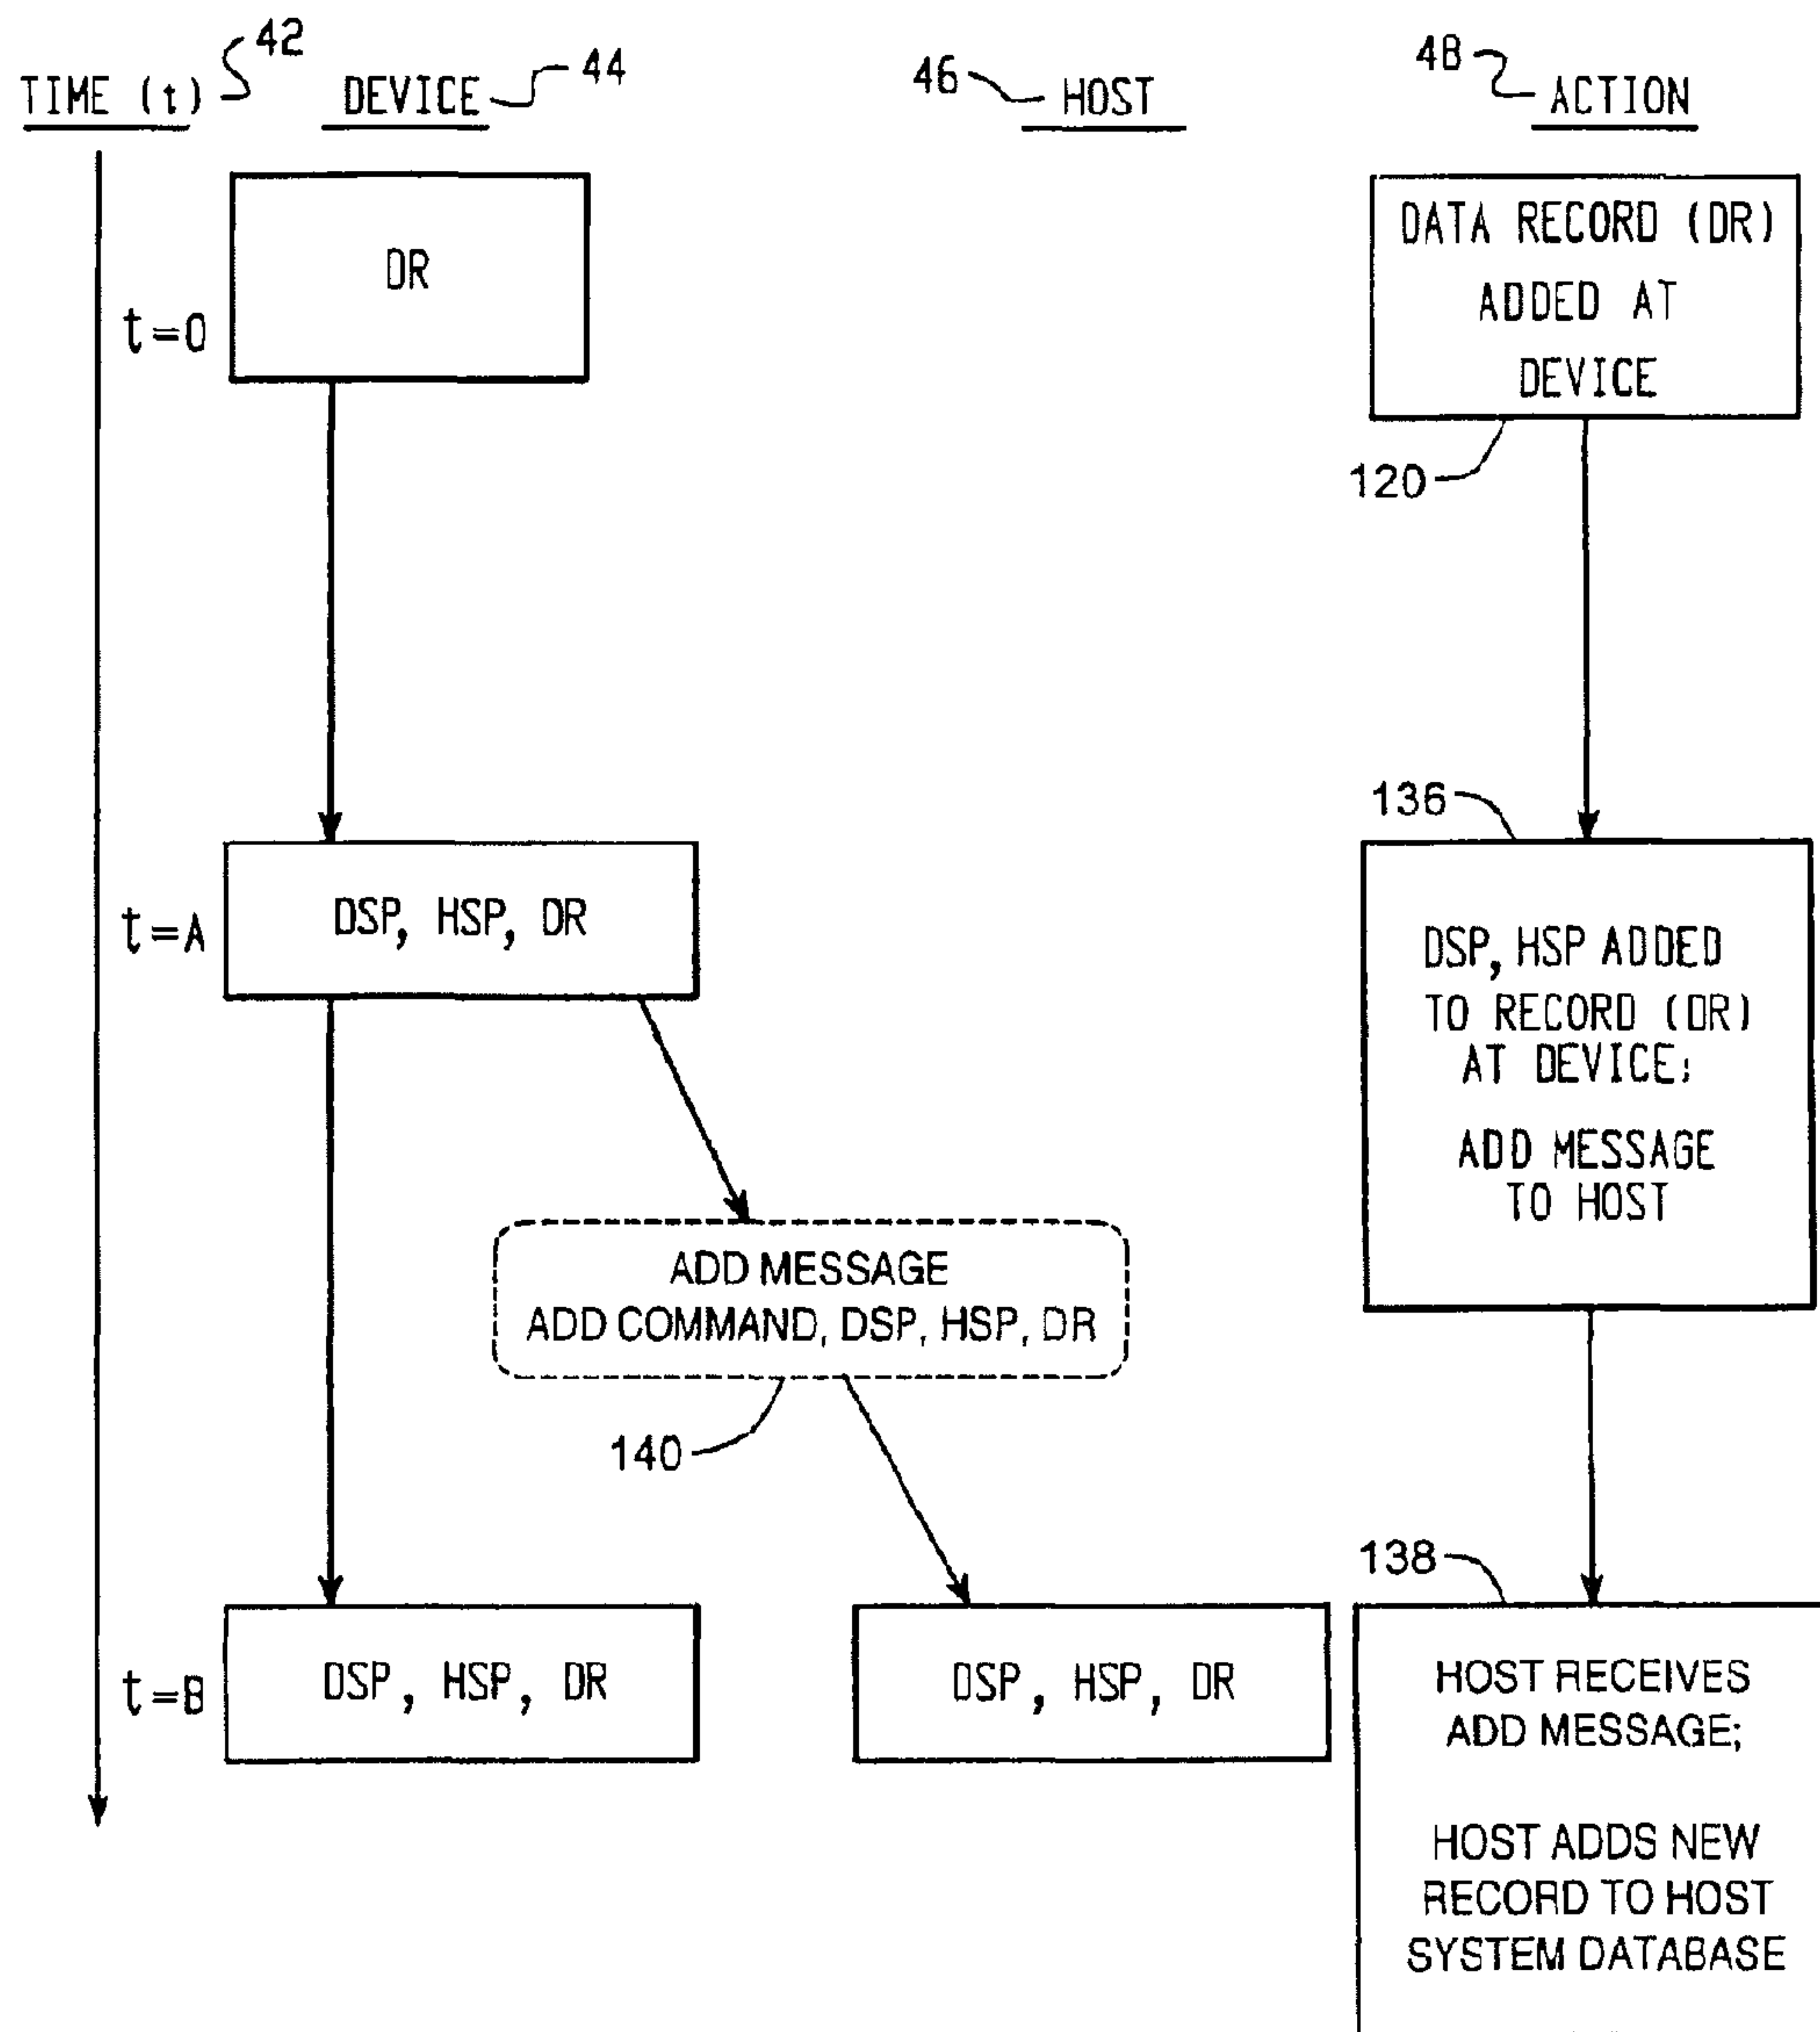 TIME (t) 42
DEVICE 44
46 HOST
48 ACTION
t=0
DR
DATA RECORD (DR)
ADDED AT
DEVICE
120
136
t=A
DSP, HSP, DR
DSP, HSP ADDED
TO RECORD (DR)
AT DEVICE;
ADD MESSAGE
TO HOST
ADD MESSAGE
ADD COMMAND, DSP, HSP, DR
140
138
t=B
DSP, HSP, DR
DSP, HSP, DR
HOST RECEIVES
ADD MESSAGE;
HOST ADDS NEW
RECORD TO HOST
SYSTEM DATABASE